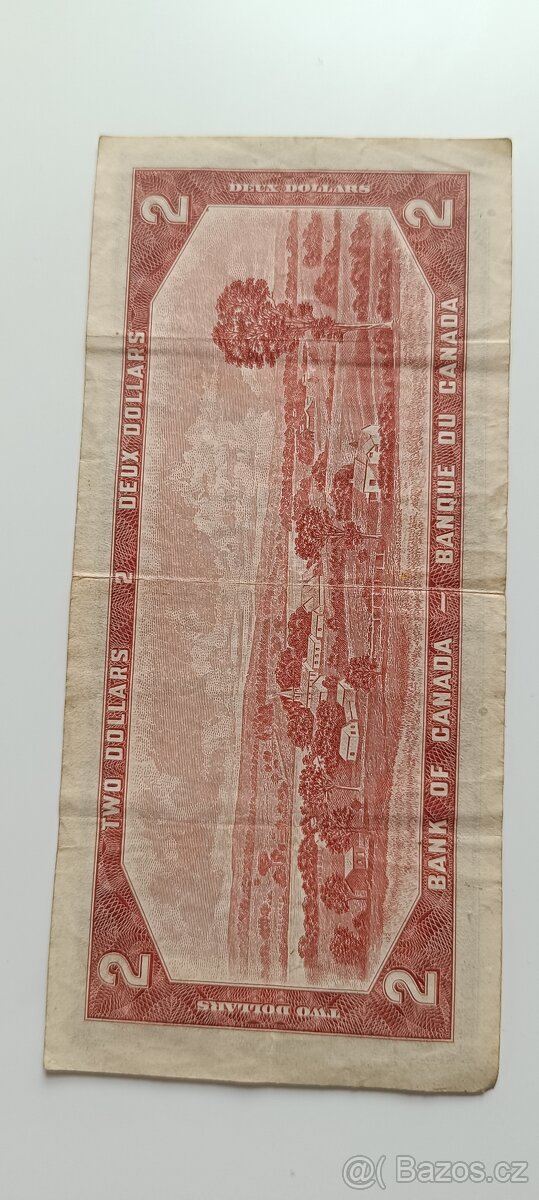 2 TWO DOLLARS 2 DEUX DOLLARS 2
TWO DOLLARS
DEUX DOLLARS
2 BANK OF CANADA — BANQUE DU CANADA 2
@( Bazoš.cz